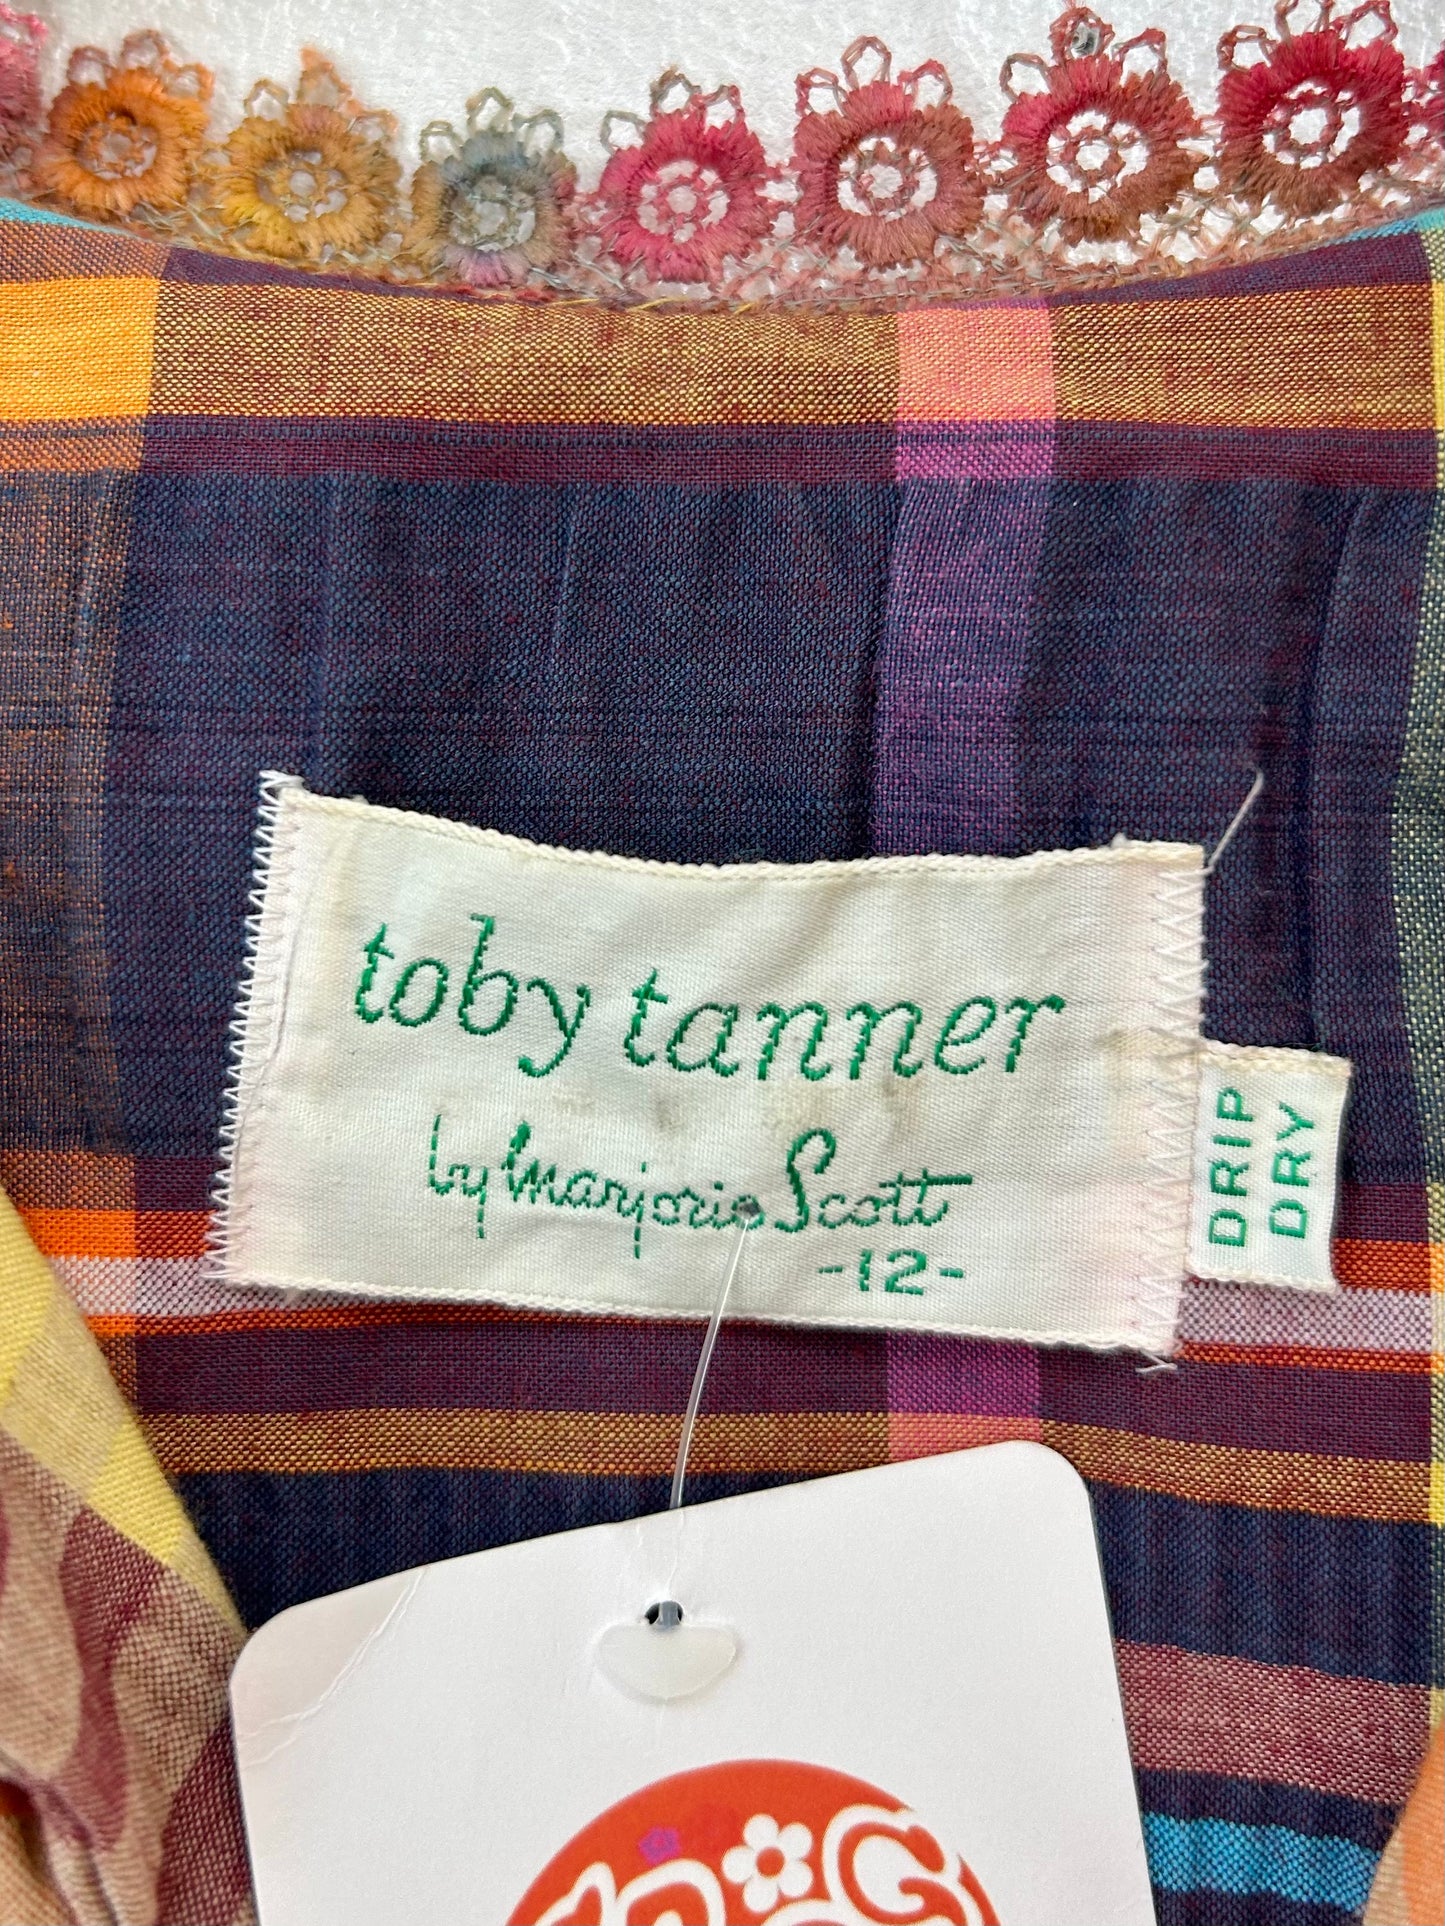 toby tanner
by Marjorie Scott
-12-
DRIP
DRY